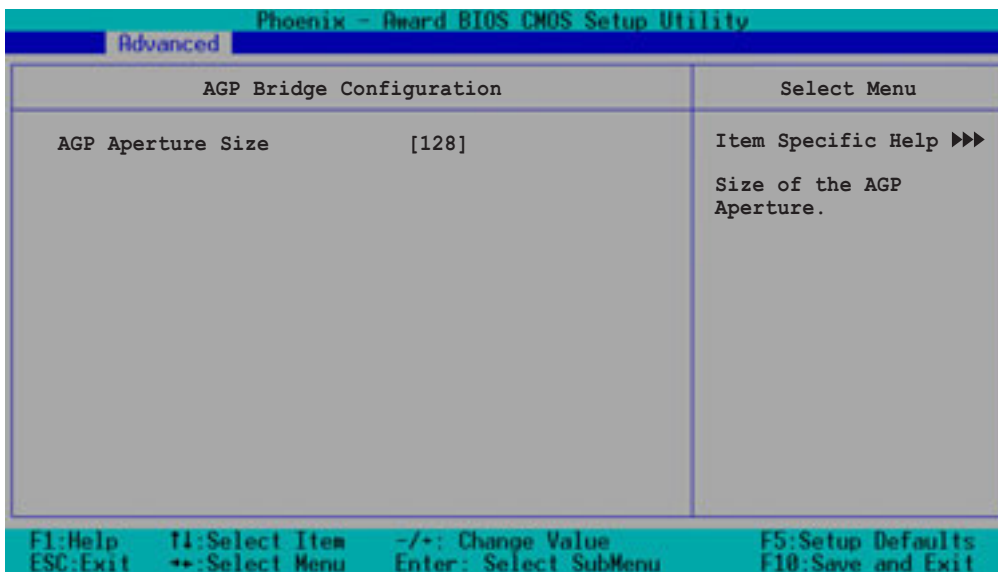 Phoenix - Award BIOS CMOS Setup Utility
Advanced
AGP Bridge Configuration
Select Menu
AGP Aperture Size [128]
Item Specific Help ▶▶▶
Size of the AGP
Aperture.
F1:Help ↑↓:Select Item -/+: Change Value F5:Setup Defaults
ESC:Exit ←→:Select Menu Enter: Select SubMenu F10:Save and Exit